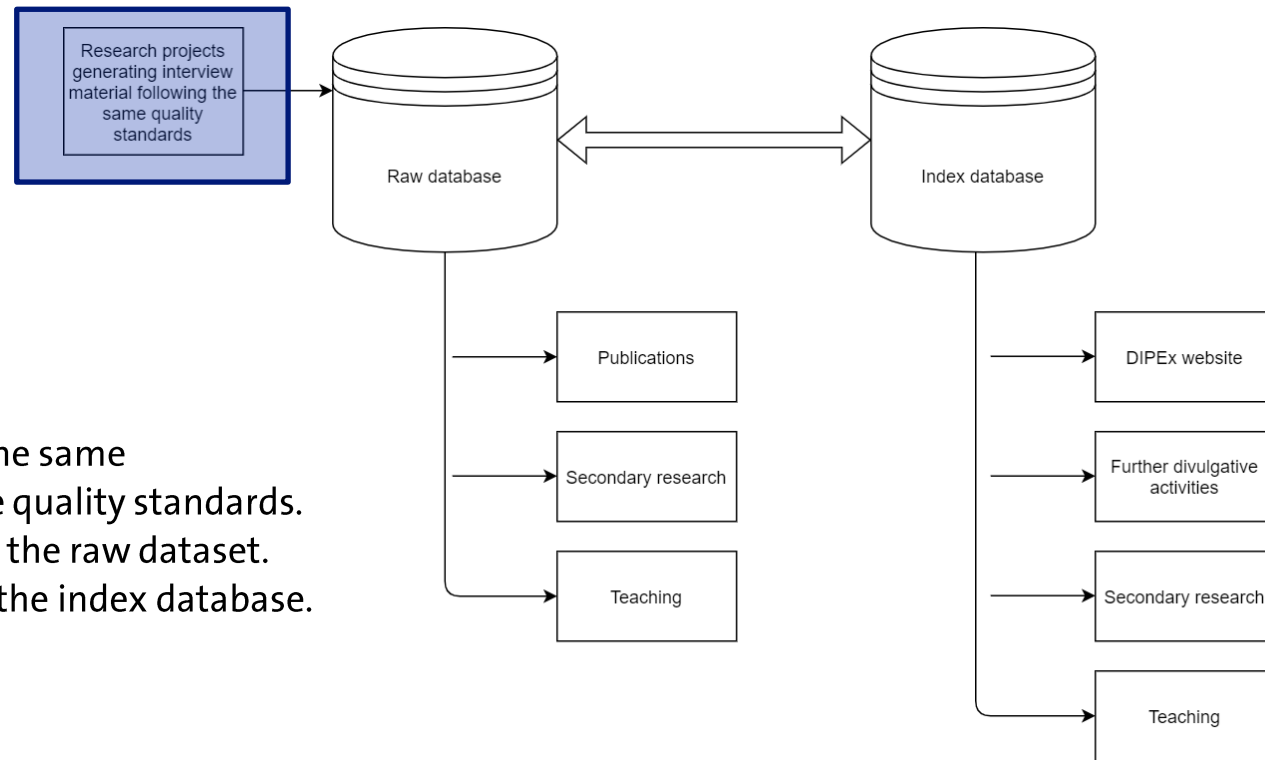 Research projects
generating interview
material following the
same quality
standards
Raw database
Index database
Publications
Secondary research
Teaching
DIPEx website
Further divulgative
activities
Secondary research
Teaching
same
quality standards.
the raw dataset.
the index database.